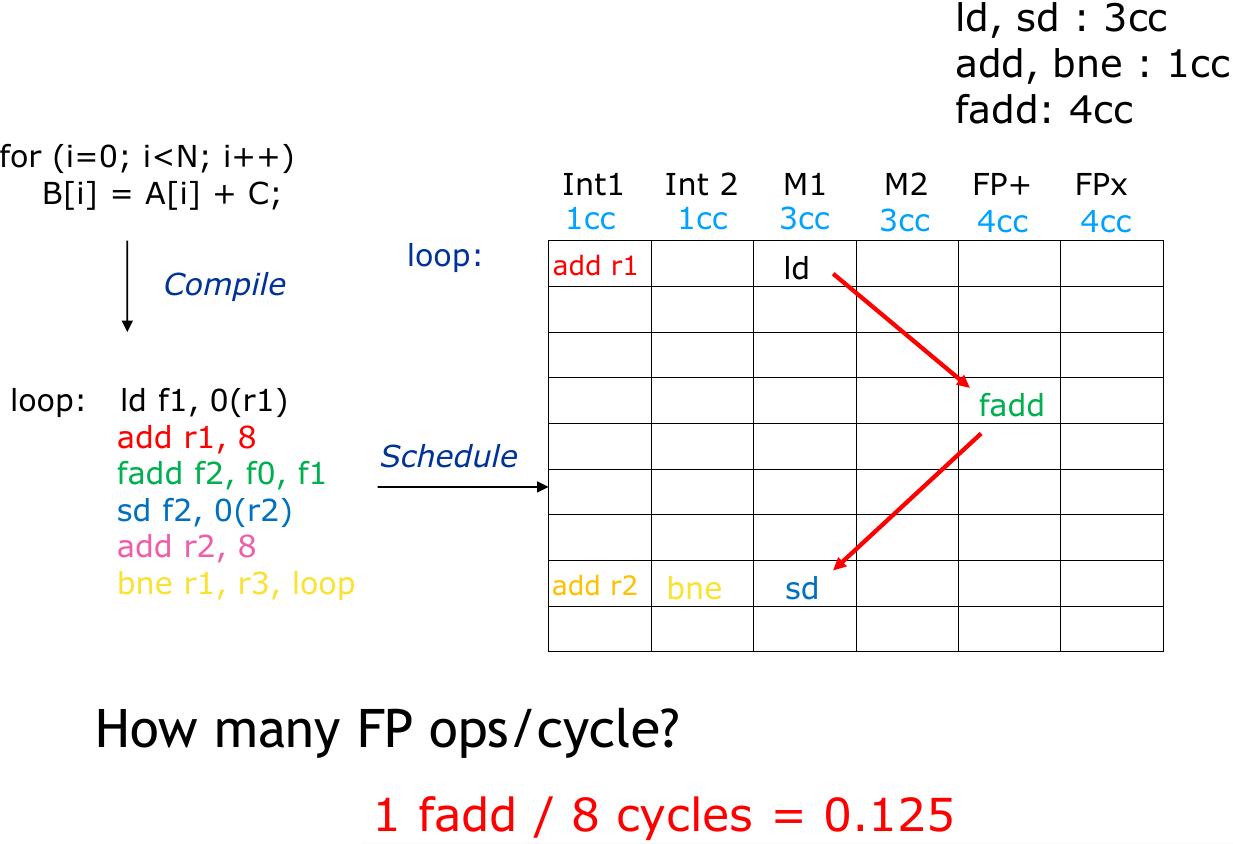 ld, sd : 3cc
add, bne : 1cc
fadd: 4cc
for (i=0; i<N; i++)
B[i] = A[i] + C;
Compile
loop: ld f1, 0(r1)
add r1, 8
fadd f2, f0, f1
sd f2, 0(r2)
add r2, 8
bne r1, r3, loop
Schedule
Int1 Int 2 M1 M2 FP+ FPx
1cc 1cc 3cc 3cc 4cc 4cc
loop: add r1 ld
fadd
add r2 bne sd
How many FP ops/cycle?
1 fadd / 8 cycles = 0.125